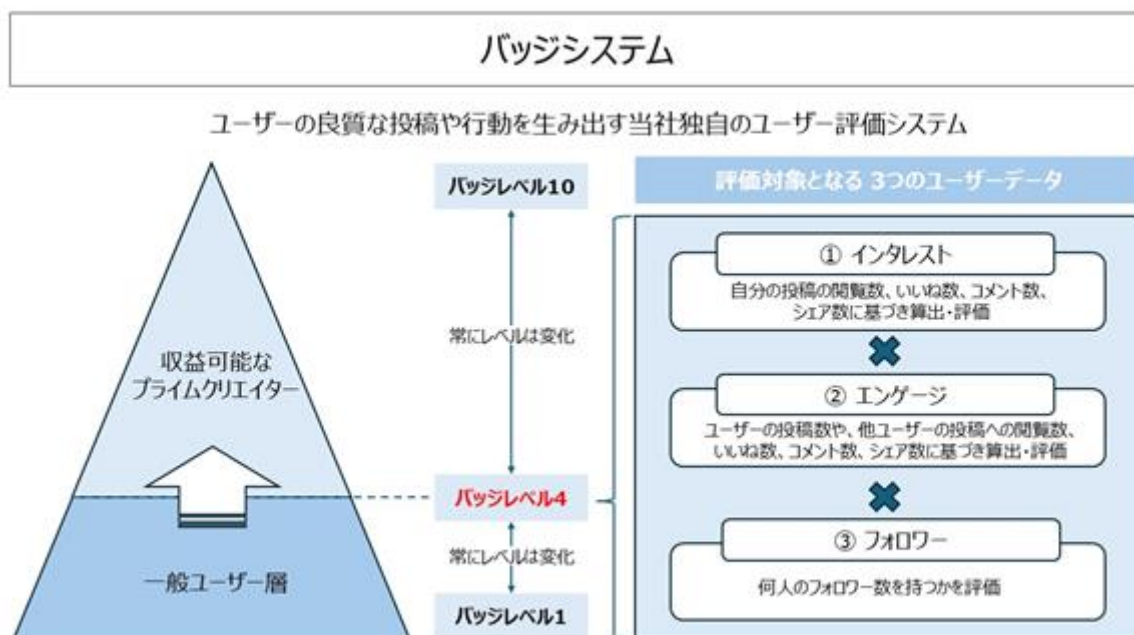 バッジシステム
ユーザーの良質な投稿や行動を生み出す当社独自のユーザー評価システム
収益可能な
プライムクリエイター
一般ユーザー層
バッジレベル10
常にレベルは変化
バッジレベル4
常にレベルは変化
バッジレベル1
評価対象となる 3つのユーザーデータ
① インタレスト
自分の投稿の閲覧数、いいね数、コメント数、
シェア数に基づき算出・評価
② エンゲージ
ユーザーの投稿数や、他ユーザーの投稿への閲覧数、
いいね数、コメント数、シェア数に基づき算出・評価
③ フォロワー
何人のフォロワー数を持つかを評価